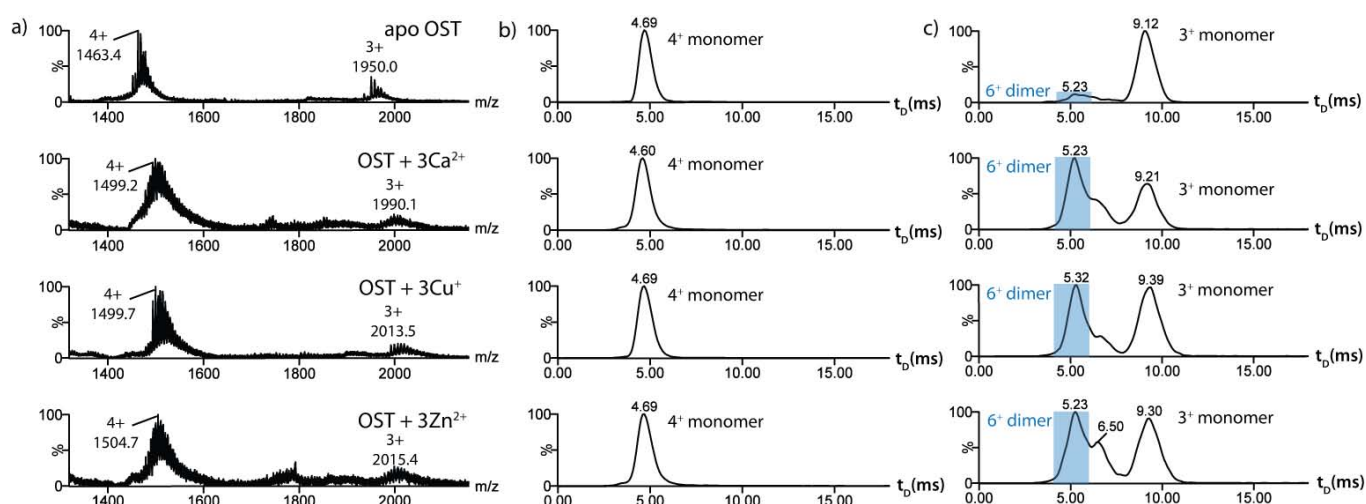 a)
apo OST
4+
1463.4
3+
1950.0
%
100
0
1400 1600 1800 2000 m/z
OST + 3Ca²⁺
4+
1499.2
3+
1990.1
%
100
0
1400 1600 1800 2000 m/z
OST + 3Cu⁺
4+
1499.7
3+
2013.5
%
100
0
1400 1600 1800 2000 m/z
OST + 3Zn²⁺
4+
1504.7
3+
2015.4
%
100
0
1400 1600 1800 2000 m/z
b)
4.69
4⁺ monomer
%
100
0
0.00 5.00 10.00 15.00 t_D(ms)
4.60
4⁺ monomer
%
100
0
0.00 5.00 10.00 15.00 t_D(ms)
4.69
4⁺ monomer
%
100
0
0.00 5.00 10.00 15.00 t_D(ms)
4.69
4⁺ monomer
%
100
0
0.00 5.00 10.00 15.00 t_D(ms)
c)
9.12
3⁺ monomer
6⁺ dimer
5.23
%
100
0
0.00 5.00 10.00 15.00 t_D(ms)
5.23
6⁺ dimer
9.21
3⁺ monomer
%
100
0
0.00 5.00 10.00 15.00 t_D(ms)
5.32
6⁺ dimer
9.39
3⁺ monomer
%
100
0
0.00 5.00 10.00 15.00 t_D(ms)
5.23
6⁺ dimer
6.50
9.30
3⁺ monomer
%
100
0
0.00 5.00 10.00 15.00 t_D(ms)